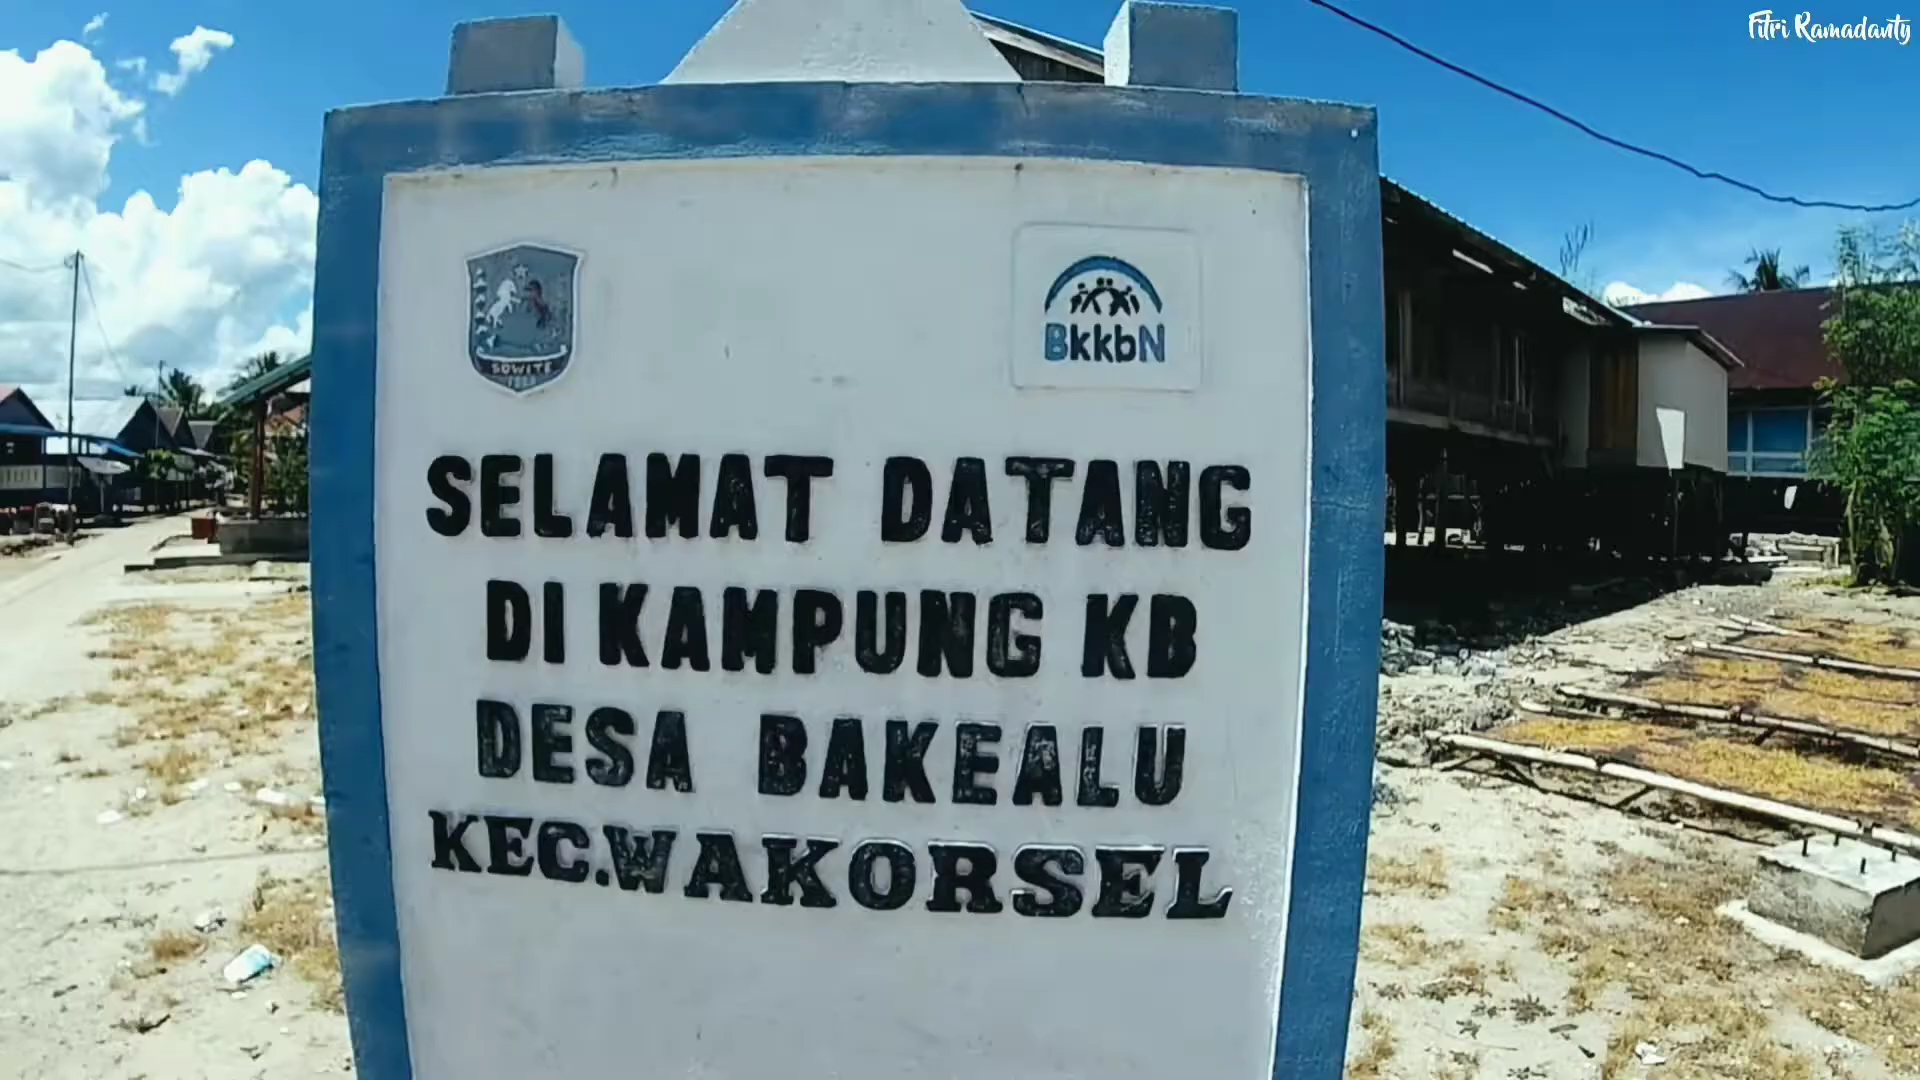 Fitri Ramadanty
SOWITE
BkkbN
SELAMAT DATANG
DI KAMPUNG KB
DESA BAKEALU
KEC.WAKORSEL